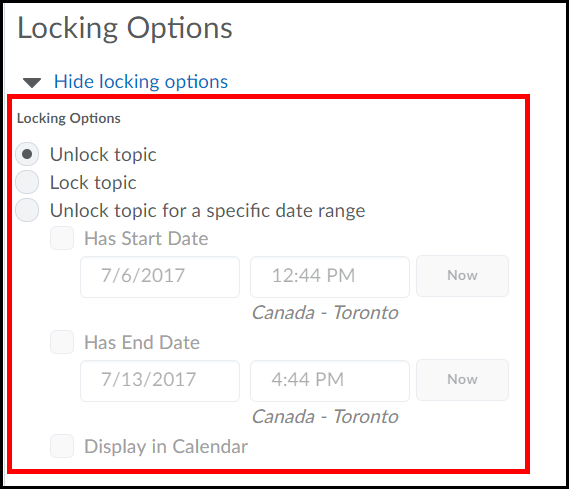 Locking Options
Hide locking options
Locking Options
Unlock topic
Lock topic
Unlock topic for a specific date range
Has Start Date
7/6/2017 12:44 PM Now
Canada - Toronto
Has End Date
7/13/2017 4:44 PM Now
Canada - Toronto
Display in Calendar